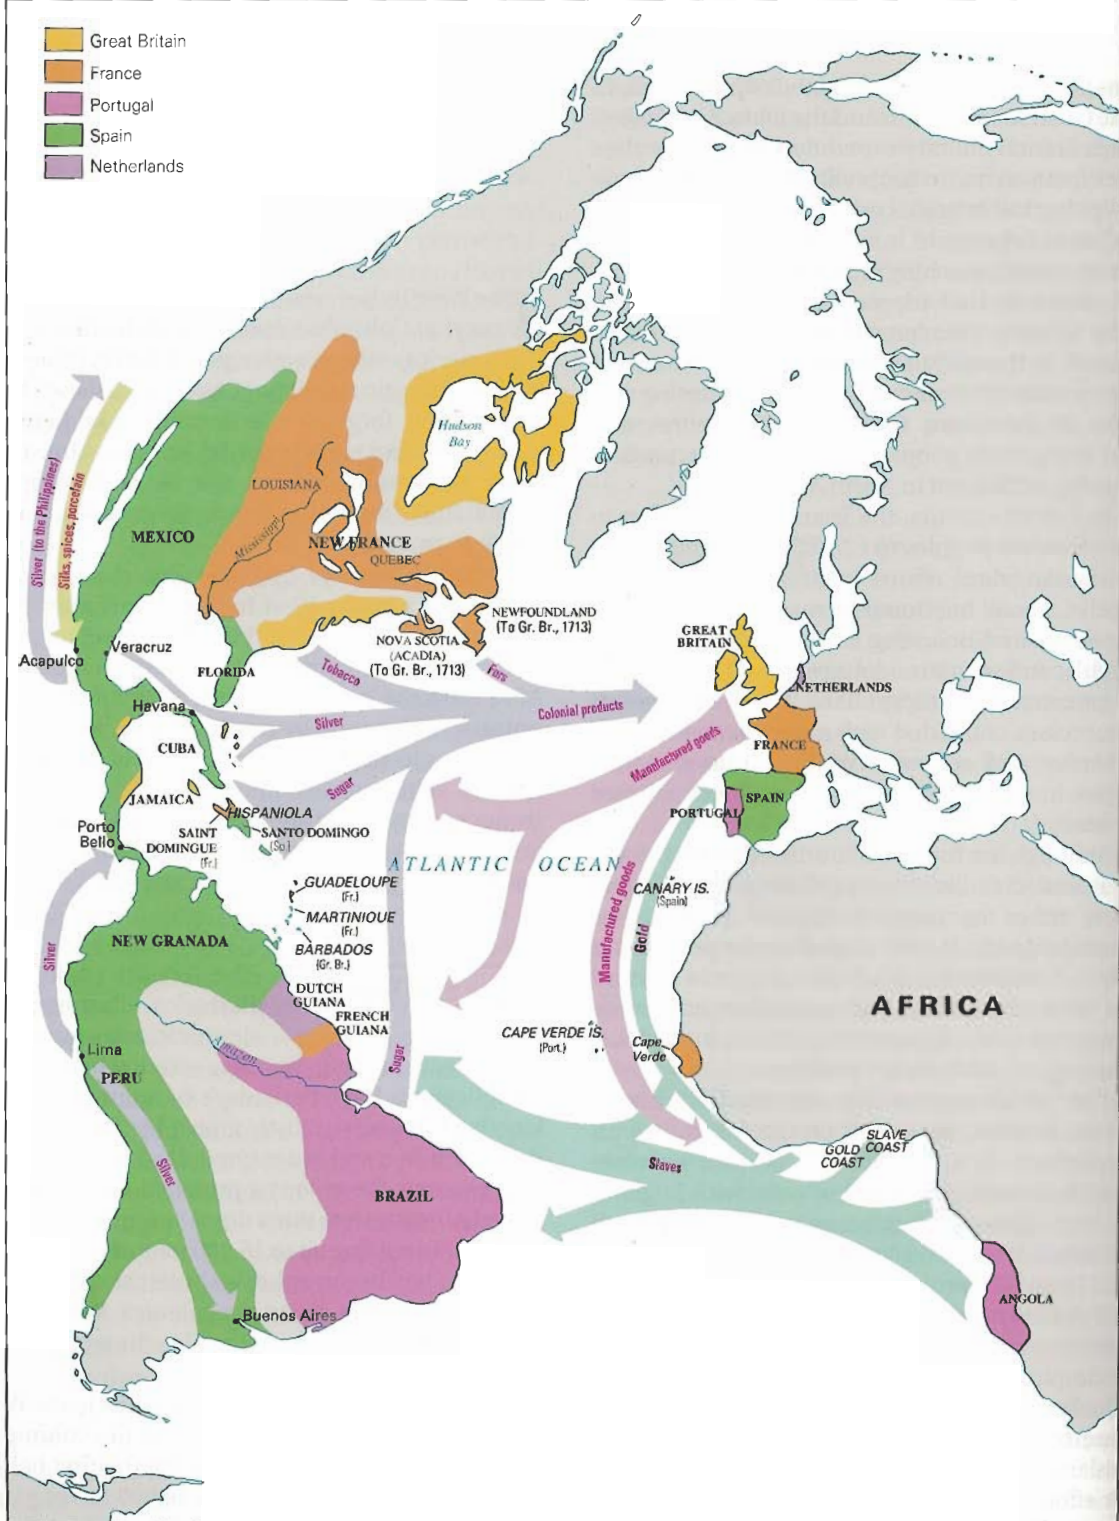 Great Britain
France
Portugal
Spain
Netherlands
Hudson
Bay
LOUISIANA
Mississippi
MEXICO
NEW FRANCE
QUEBEC
Silver (to the Philippines)
Silks, spices, porcelain
NEWFOUNDLAND
(To Gr. Br., 1713)
NOVA SCOTIA
(ACADIA)
(To Gr. Br., 1713)
GREAT
BRITAIN
NETHERLANDS
Acapulco
Veracruz
FLORIDA
Tobacco
Furs
Havana
Silver
Colonial products
Manufactured goods
FRANCE
CUBA
Sugar
JAMAICA
HISPANIOLA
SPAIN
PORTUGAL
Porto
Bello
SAINT
DOMINGUE
(Fr.)
SANTO DOMINGO
(Sp.)
ATLANTIC OCEAN
GUADELOUPE
(Fr.)
CANARY IS.
(Spain)
MARTINIQUE
(Fr.)
Manufactured goods
Gold
NEW GRANADA
BARBADOS
(Gr. Br.)
Silver
DUTCH
GUIANA
FRENCH
GUIANA
AFRICA
CAPE VERDE IS.
(Port.)
Cape
Verde
Lima
Amazon
Sugar
PERU
SLAVE
COAST
GOLD
COAST
Silver
Slaves
BRAZIL
ANGOLA
Buenos Aires